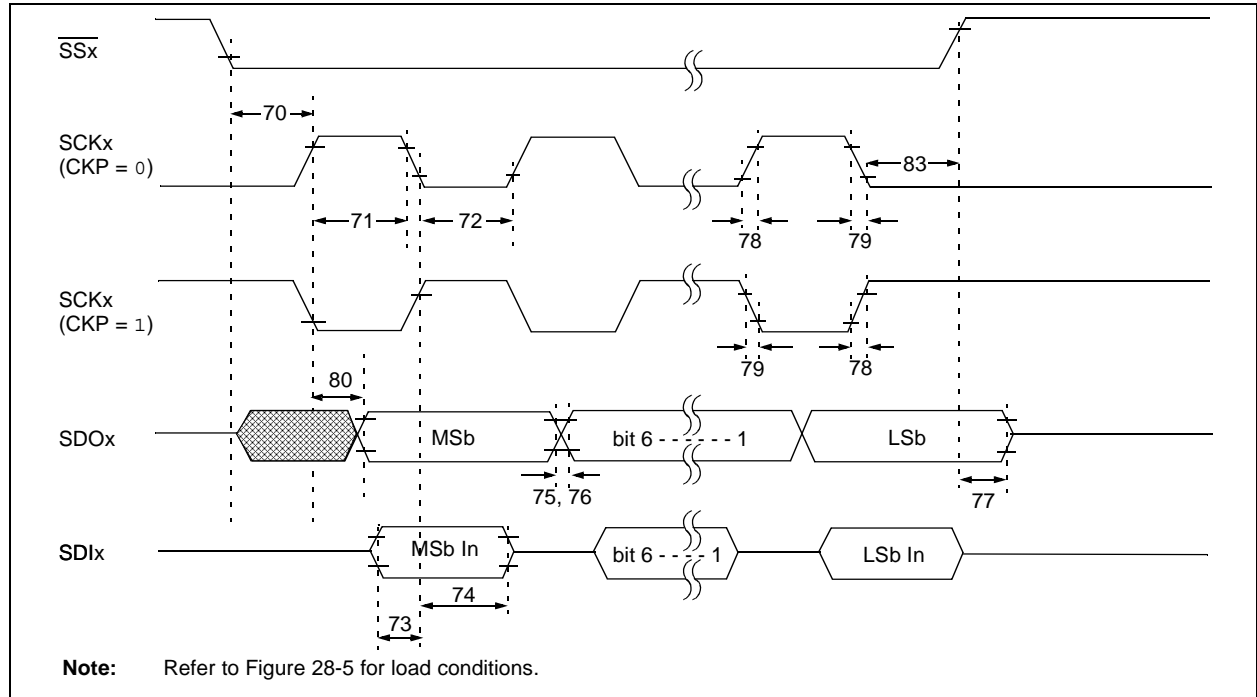 SSx
70
SCKx
(CKP = 0)
83
71
72
78
79
SCKx
(CKP = 1)
79
78
80
SDOx
MSb
bit 6 - - - - - - 1
LSb
75, 76
77
SDIx
MSb In
bit 6 - - - - 1
LSb In
74
73
Note: Refer to Figure 28-5 for load conditions.